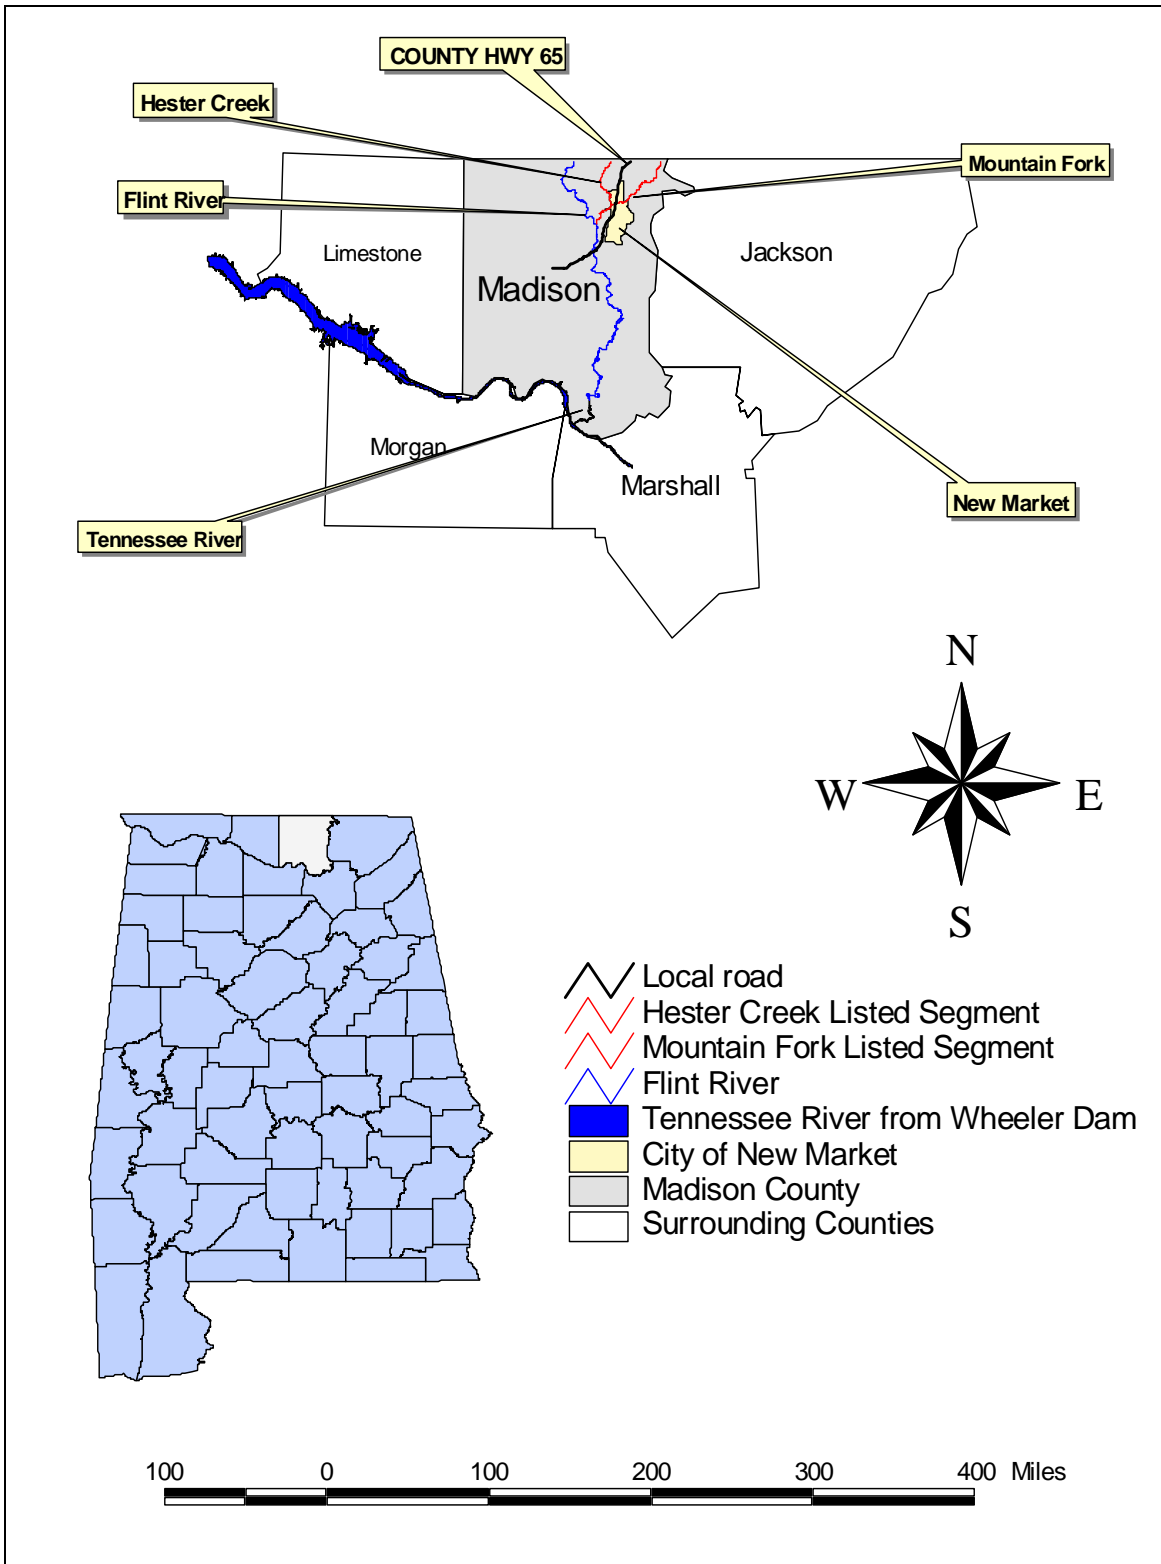 COUNTY HWY 65
Hester Creek
Mountain Fork
Flint River
Limestone
Jackson
Madison
Morgan
Marshall
New Market
Tennessee River
N
W
E
S
Local road
Hester Creek Listed Segment
Mountain Fork Listed Segment
Flint River
Tennessee River from Wheeler Dam
City of New Market
Madison County
Surrounding Counties
100 0 100 200 300 400 Miles